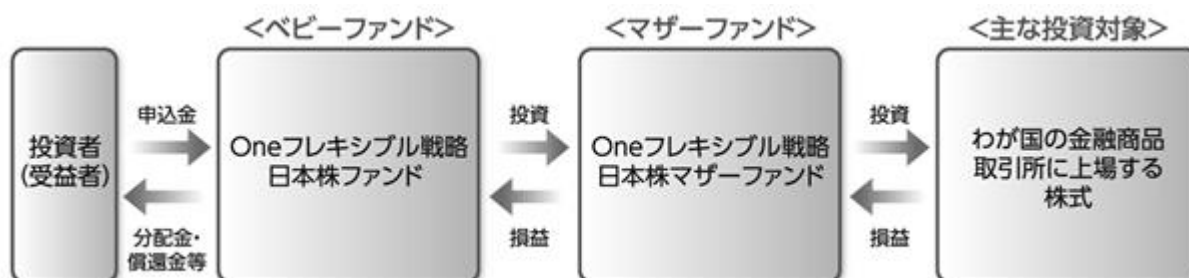 <ベビーファンド>
<マザーファンド>
<主な投資対象>
投資者
(受益者)
申込金
分配金・
償還金等
Oneフレキシブル戦略
日本株ファンド
投資
損益
Oneフレキシブル戦略
日本株マザーファンド
投資
損益
わが国の金融商品
取引所に上場する
株式